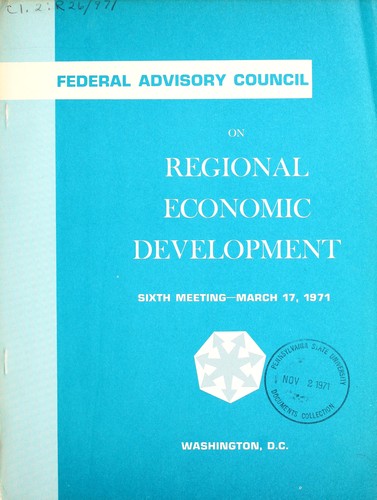 C1.2:R26/971
FEDERAL ADVISORY COUNCIL
ON
REGIONAL
ECONOMIC
DEVELOPMENT
SIXTH MEETING—MARCH 17, 1971
PENNSYLVANIA STATE UNIVERSITY
NOV 2 1971
DOCUMENTS COLLECTION
WASHINGTON, D.C.